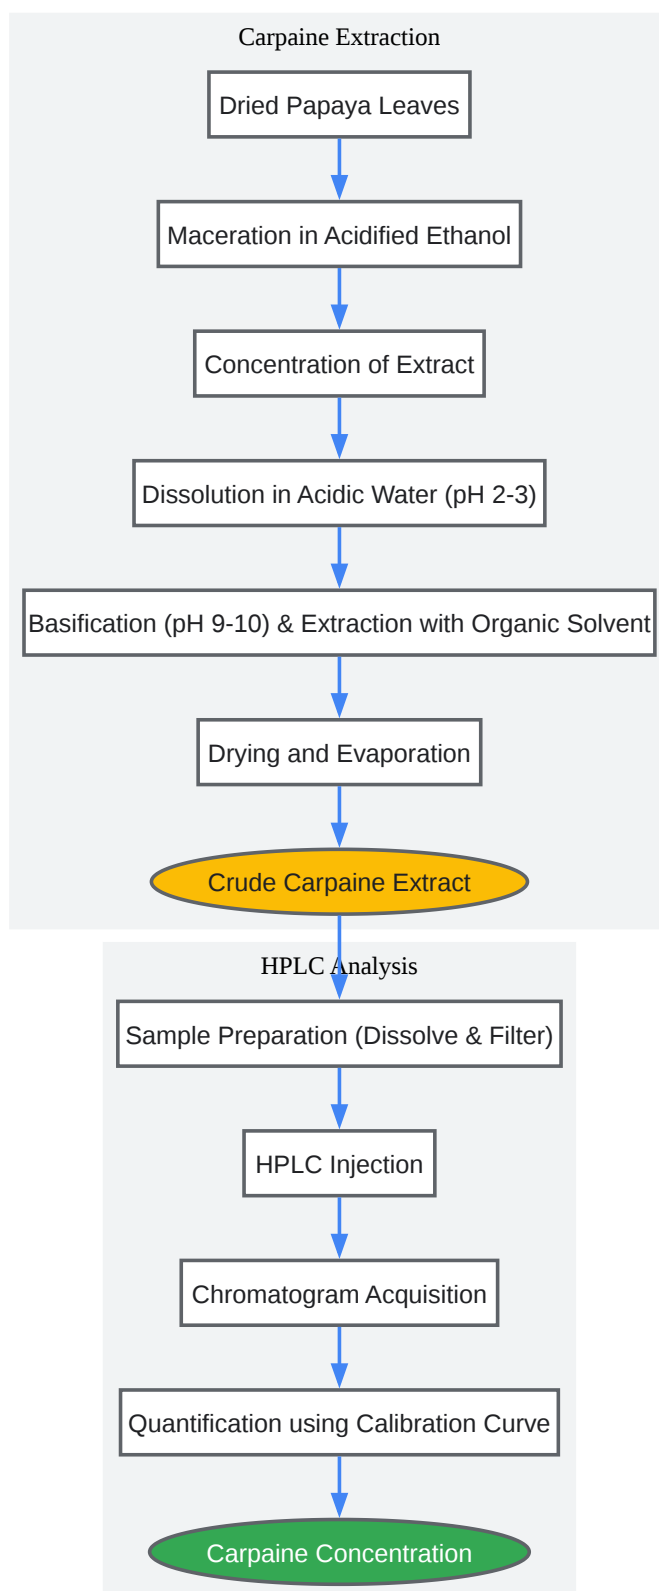 Carpaine Extraction
Dried Papaya Leaves
Maceration in Acidified Ethanol
Concentration of Extract
Dissolution in Acidic Water (pH 2-3)
Basification (pH 9-10) & Extraction with Organic Solvent
Drying and Evaporation
Crude Carpaine Extract
HPLC Analysis
Sample Preparation (Dissolve & Filter)
HPLC Injection
Chromatogram Acquisition
Quantification using Calibration Curve
Carpaine Concentration